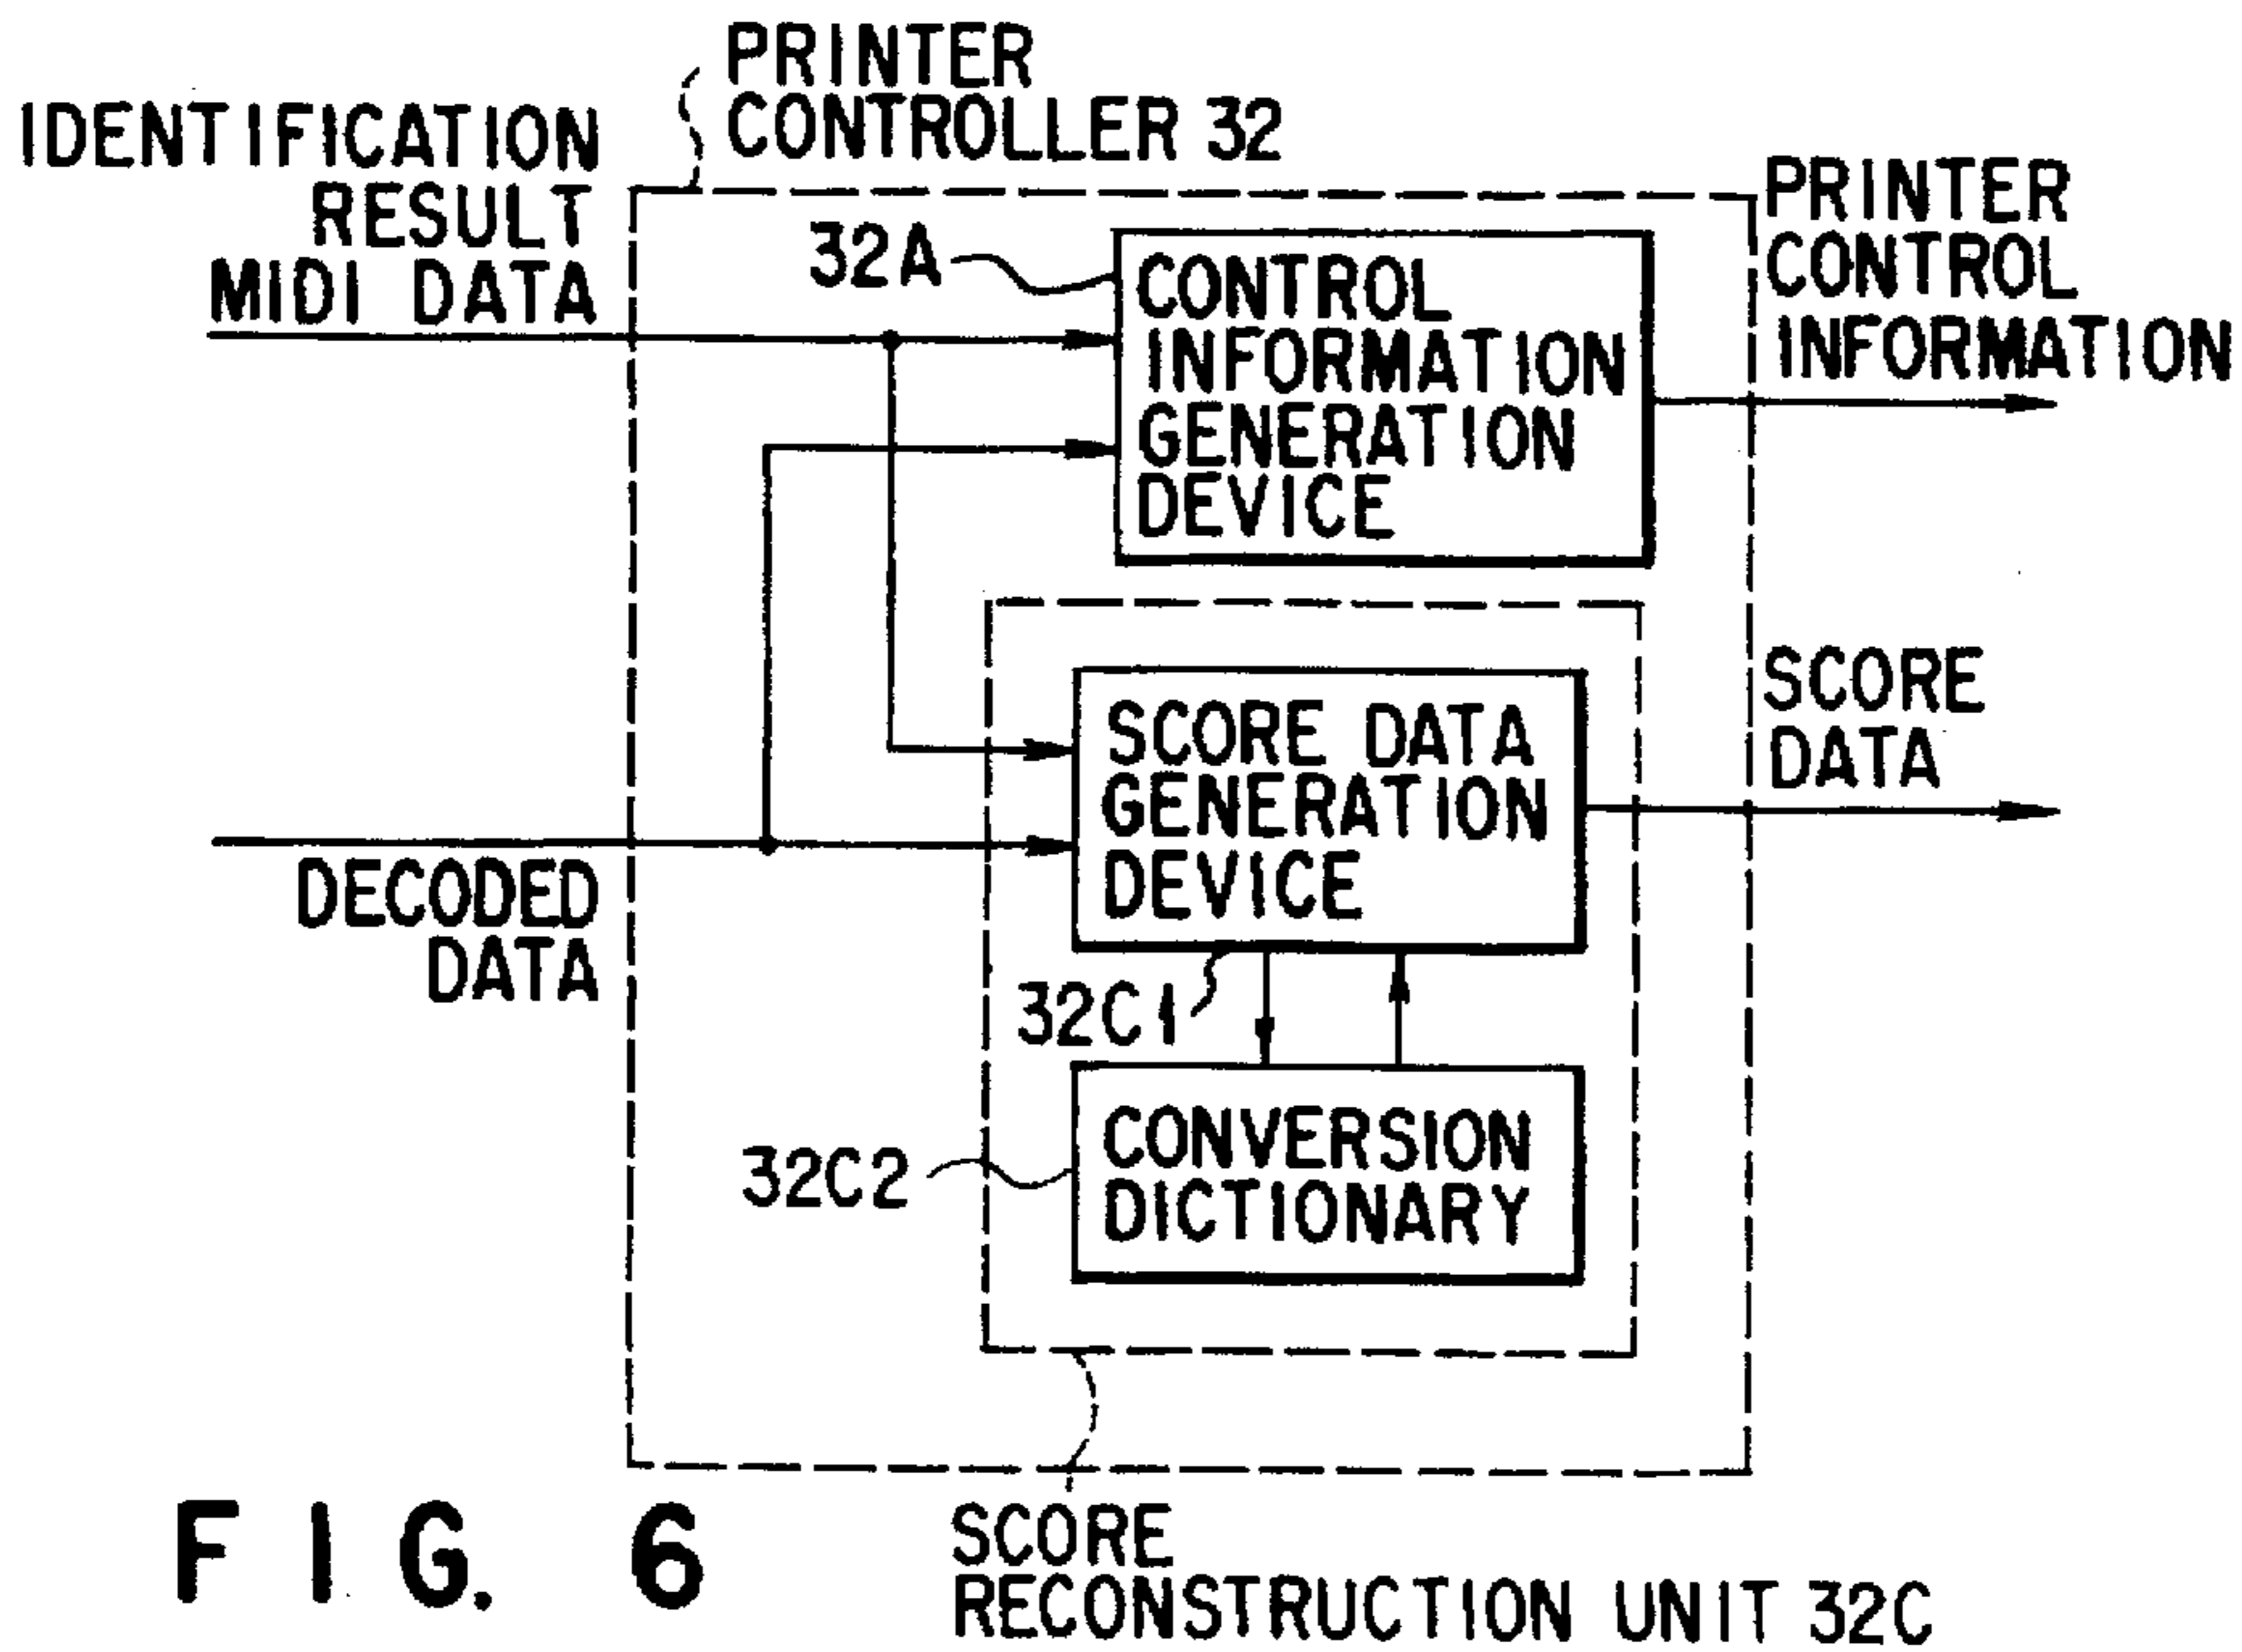 PRINTER
CONTROLLER 32
IDENTIFICATION
RESULT
MIDI DATA
32A
CONTROL
INFORMATION
GENERATION
DEVICE
PRINTER
CONTROL
INFORMATION
SCORE DATA
GENERATION
DEVICE
SCORE
DATA
DECODED
DATA
32C1
32C2
CONVERSION
DICTIONARY
SCORE
RECONSTRUCTION UNIT 32C
FIG. 6